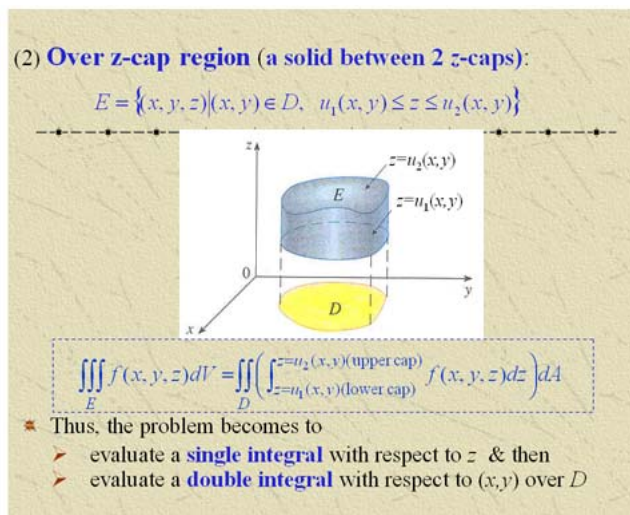 (2) Over z-cap region (a solid between 2 z-caps):
E = {(x, y, z)|(x, y) ∈ D, u₁(x, y) ≤ z ≤ u₂(x, y)}
z
z=u₂(x,y)
E
z=u₁(x,y)
0
y
D
x
∭_E f(x, y, z)dV = ∬_D (∫_{z=u₁(x,y)(lower cap)}^{z=u₂(x,y)(upper cap)} f(x, y, z)dz)dA
Thus, the problem becomes to
evaluate a single integral with respect to z & then
evaluate a double integral with respect to (x,y) over D